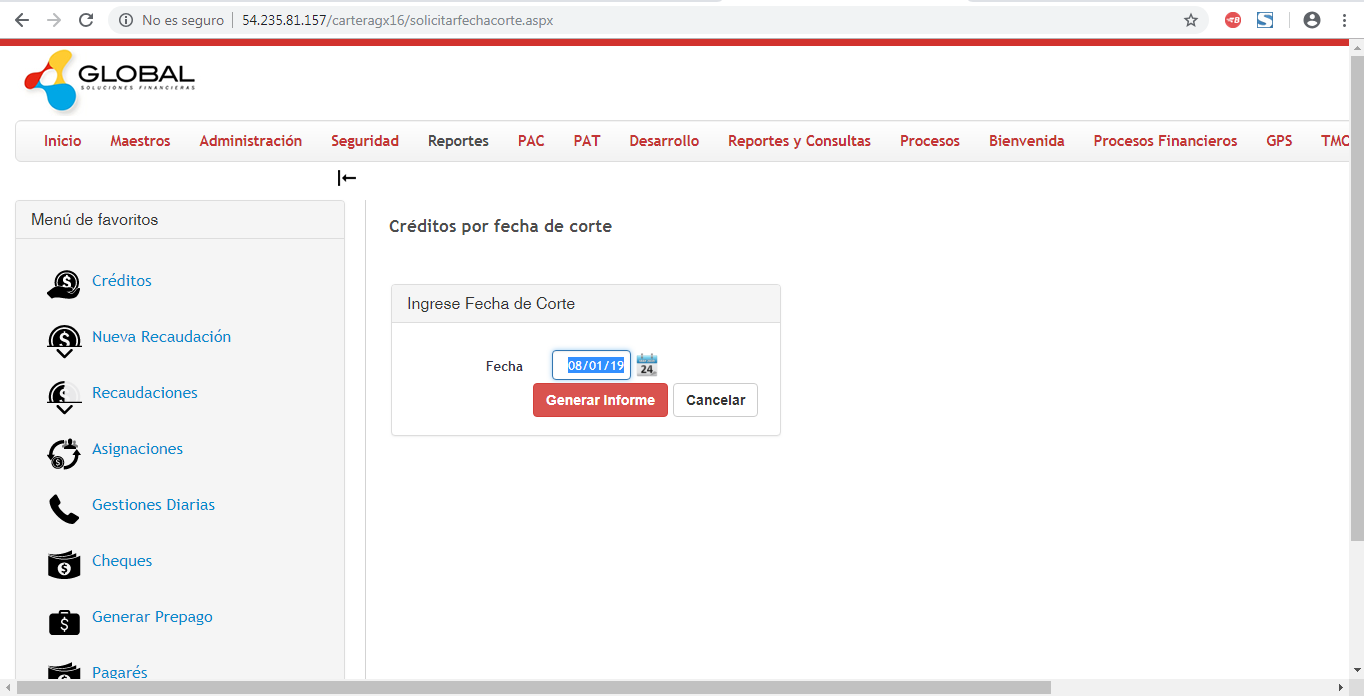 No es seguro 54.235.81.157/carteragx16/solicitarfechacorte.aspx
GLOBAL
SOLUCIONES FINANCIERAS
Inicio Maestros Administración Seguridad Reportes PAC PAT Desarrollo Reportes y Consultas Procesos Bienvenida Procesos Financieros GPS TMO
Menú de favoritos
Créditos
Nueva Recaudación
Recaudaciones
Asignaciones
Gestiones Diarias
Cheques
Generar Prepago
Pagarés
Créditos por fecha de corte
Ingrese Fecha de Corte
Fecha 08/01/19 24
Generar Informe Cancelar